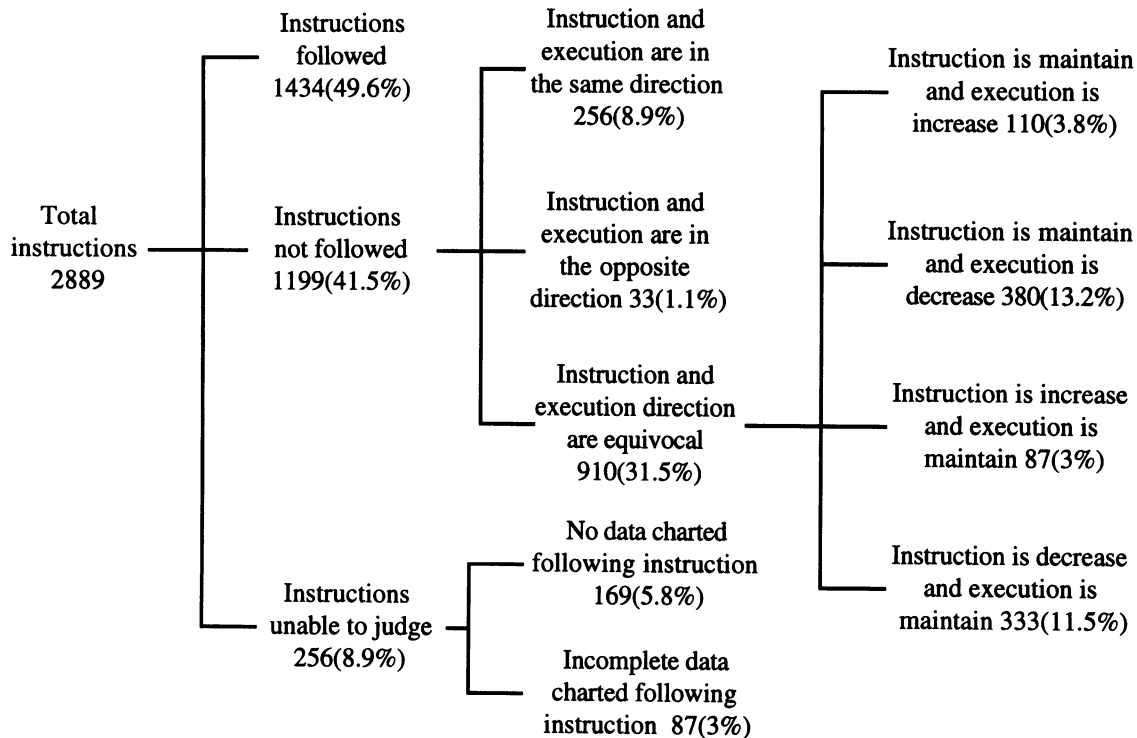 Instructions
followed
1434(49.6%)
Instruction and
execution are in
the same direction
256(8.9%)
Instruction is maintain
and execution is
increase 110(3.8%)
Total
instructions
2889
Instructions
not followed
1199(41.5%)
Instruction and
execution are in
the opposite
direction 33(1.1%)
Instruction is maintain
and execution is
decrease 380(13.2%)
Instruction and
execution direction
are equivocal
910(31.5%)
Instruction is increase
and execution is
maintain 87(3%)
Instructions
unable to judge
256(8.9%)
No data charted
following instruction
169(5.8%)
Instruction is decrease
and execution is
maintain 333(11.5%)
Incomplete data
charted following
instruction 87(3%)